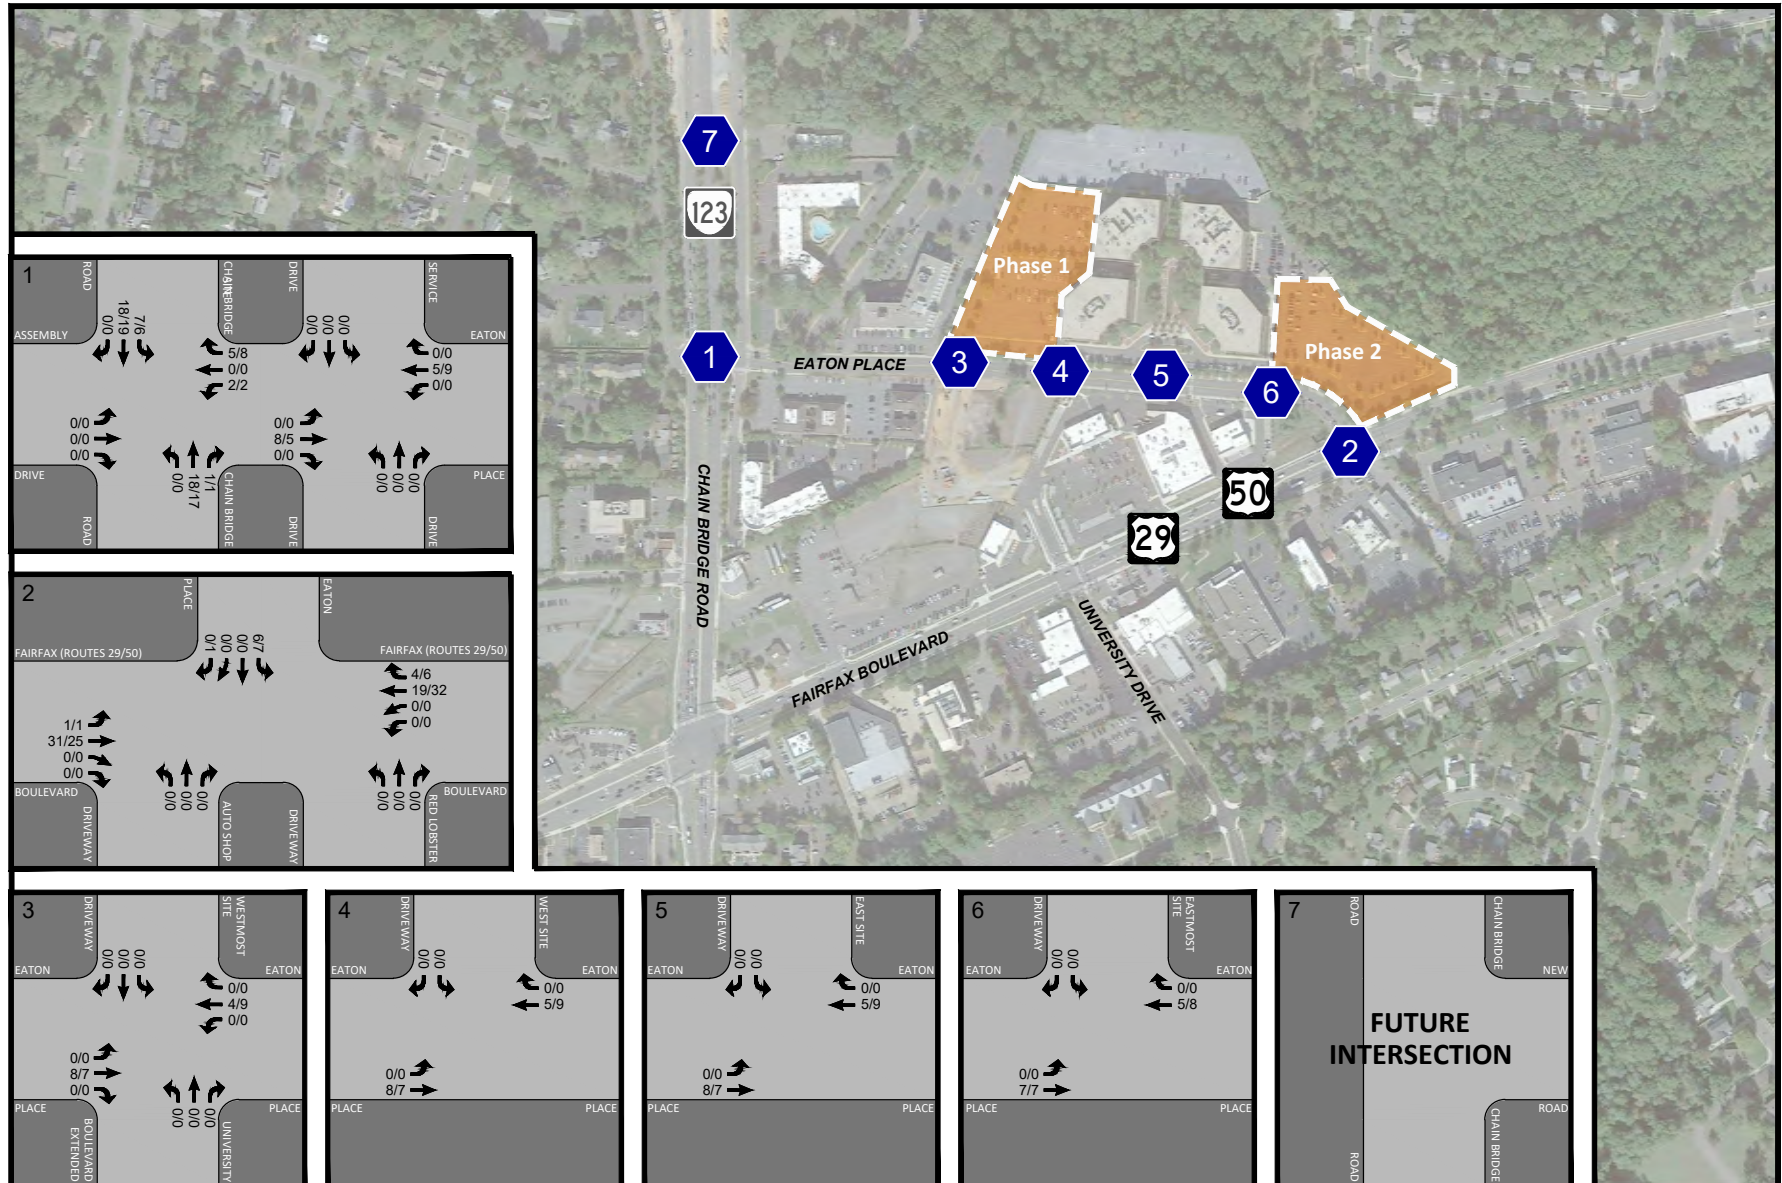 7
123
Phase 1
Phase 2
1
EATON PLACE
3
4
5
6
2
50
29
CHAIN BRIDGE ROAD
FAIRFAX BOULEVARD
UNIVERSITY DRIVE
1
ROAD
CHAIN BRIDGE
DRIVE
SERVICE
ASSEMBLY
EATON
0/0
18/19
7/6
5/8
0/0
2/2
0/0
0/0
0/0
0/0
5/9
0/0
0/0
0/0
0/0
0/0
18/17
1/1
0/0
8/5
0/0
0/0
0/0
0/0
DRIVE
PLACE
ROAD
CHAIN BRIDGE
DRIVE
DRIVE
2
PLACE
EATON
FAIRFAX (ROUTES 29/50)
FAIRFAX (ROUTES 29/50)
0/1
0/0
0/0
6/7
4/6
19/32
0/0
0/0
1/1
31/25
0/0
0/0
0/0
0/0
0/0
0/0
0/0
0/0
BOULEVARD
BOULEVARD
DRIVEWAY
AUTO SHOP
DRIVEWAY
RED LOBSTER
3
DRIVEWAY
WESTMOST
SITE
EATON
EATON
0/0
0/0
0/0
0/0
4/9
0/0
0/0
8/7
0/0
0/0
0/0
0/0
PLACE
PLACE
BOULEVARD
EXTENDED
UNIVERSITY
4
DRIVEWAY
WEST SITE
EATON
EATON
0/0
0/0
0/0
5/9
0/0
8/7
PLACE
PLACE
5
DRIVEWAY
EAST SITE
EATON
EATON
0/0
0/0
0/0
5/9
0/0
8/7
PLACE
PLACE
6
DRIVEWAY
EASTMOST
SITE
EATON
EATON
0/0
0/0
0/0
5/8
0/0
7/7
PLACE
PLACE
7
ROAD
CHAIN BRIDGE
NEW
FUTURE
INTERSECTION
ROAD
ROAD
CHAIN BRIDGE